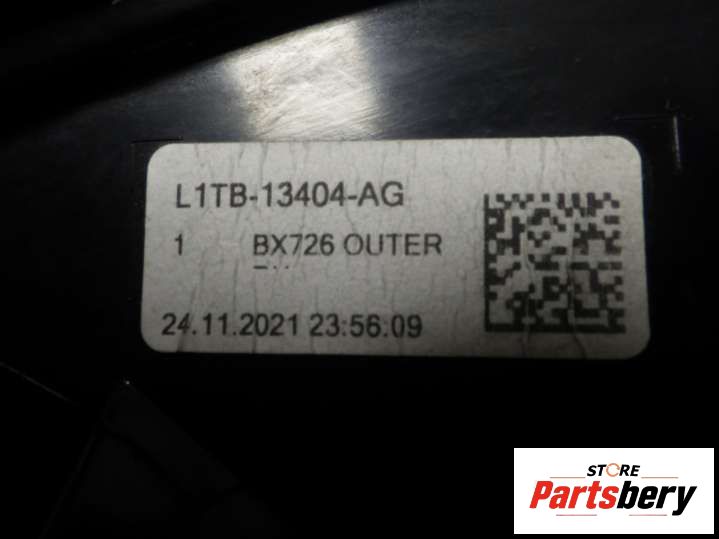 L1TB-13404-AG
1 BX726 OUTER
24.11.2021 23:56:09
STORE
Partsbery